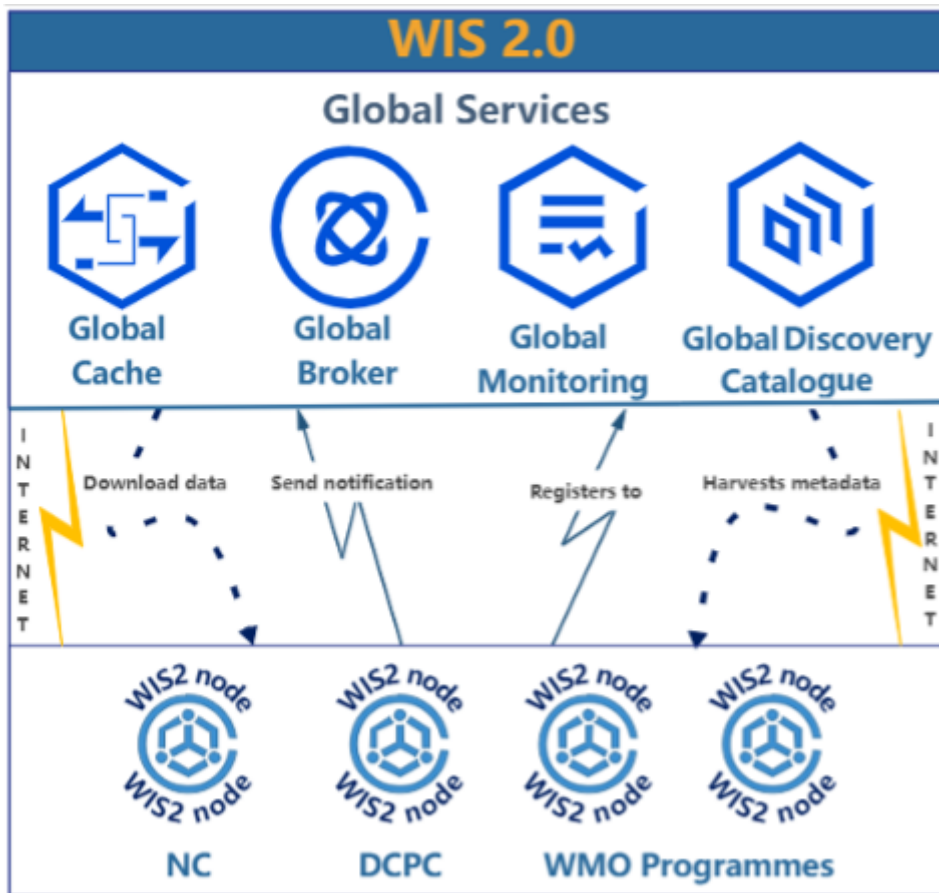 WIS 2.0
Global Services
Global
Cache
Global
Broker
Global
Monitoring
Global Discovery
Catalogue
INTERNET
Download data
Send notification
Registers to
Harvests metadata
INTERNET
WIS2 node
WIS2 node
WIS2 node
WIS2 node
WIS2 node
WIS2 node
WIS2 node
WIS2 node
NC
DCPC
WMO Programmes